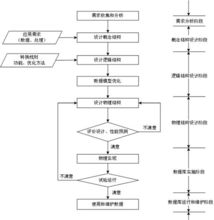 需求收集和分析
需求分析阶段
应用需求
(数据、处理)
设计概念结构
概念结构设计阶段
转换规则
功能、优化方法
设计逻辑结构
逻辑结构设计阶段
数据模型优化
设计物理结构
评价设计、性能预测
物理结构设计阶段
不满意
满意
物理实现
数据库实施阶段
不满意
试验运行
满意
使用和维护数据
数据库运行和维护阶段